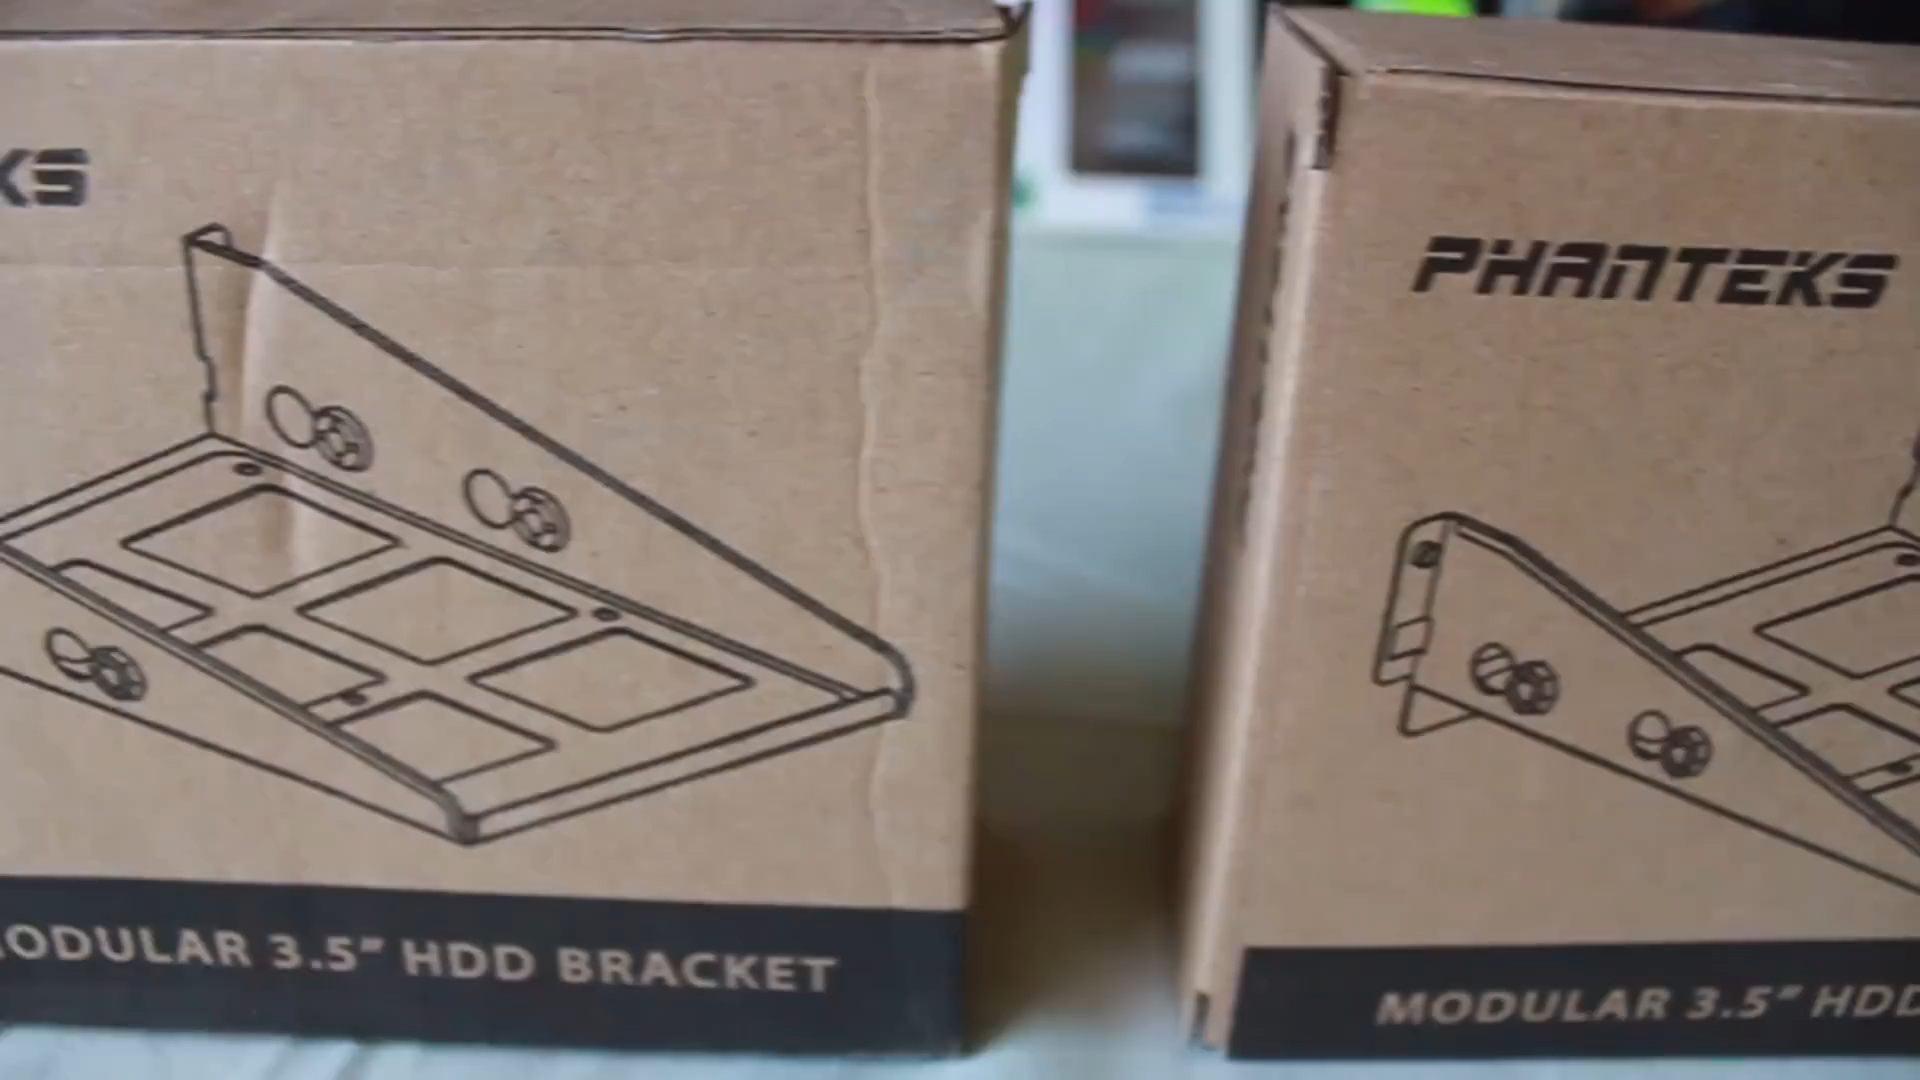 KS
ODULAR 3.5" HDD BRACKET
PHANTEKS
MODULAR 3.5" HDD